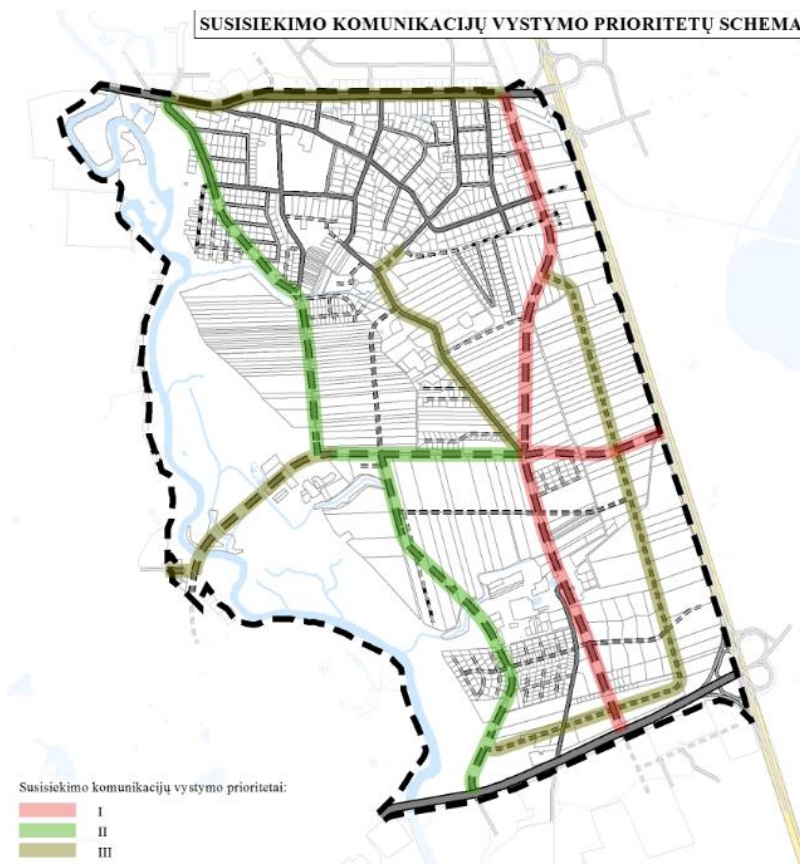 SUSISIEKIMO KOMUNIKACIJŲ VYSTYMO PRIORITETŲ SCHEMA
Susisiekimo komunikacijų vystymo prioritetai:
I
II
III